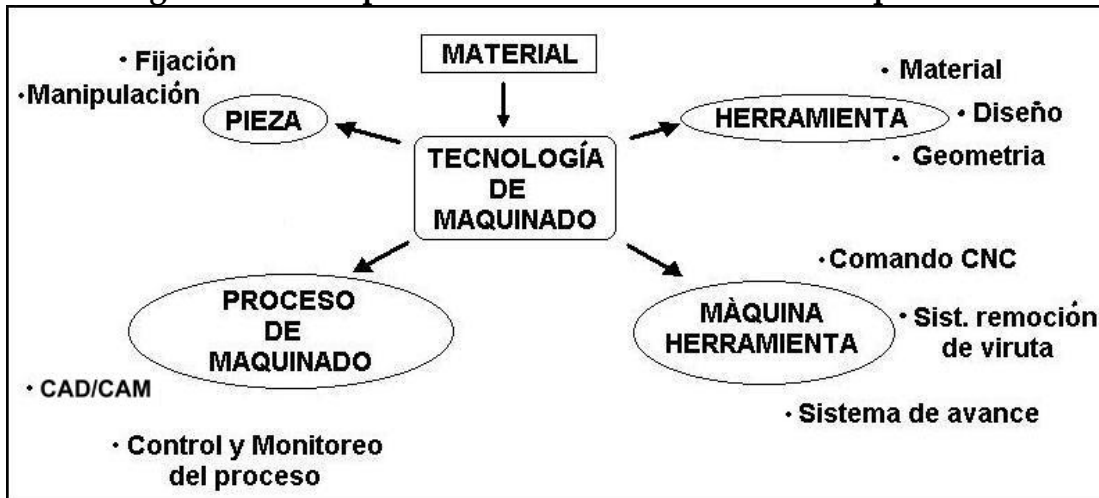 MATERIAL
· Fijación
·Manipulación
PIEZA
TECNOLOGÍA
DE
MAQUINADO
· Material
HERRAMIENTA
· Diseño
· Geometria
PROCESO
DE
MAQUINADO
· CAD/CAM
· Control y Monitoreo
del proceso
·Comando CNC
MÀQUINA
HERRAMIENTA
· Sist. remoción
de viruta
· Sistema de avance